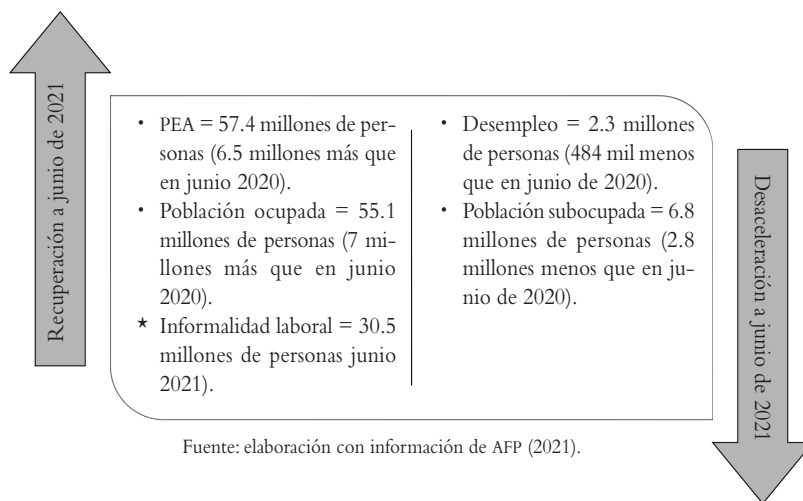 Recuperación a junio de 2021
• PEA = 57.4 millones de per-
sonas (6.5 millones más que
en junio 2020).
• Población ocupada = 55.1
millones de personas (7 mi-
llones más que en junio
2020).
★ Informalidad laboral = 30.5
millones de personas junio
2021).
• Desempleo = 2.3 millones
de personas (484 mil menos
que en junio de 2020).
• Población subocupada = 6.8
millones de personas (2.8
millones menos que en ju-
nio de 2020).
Desaceleración a junio de 2021
Fuente: elaboración con información de AFP (2021).